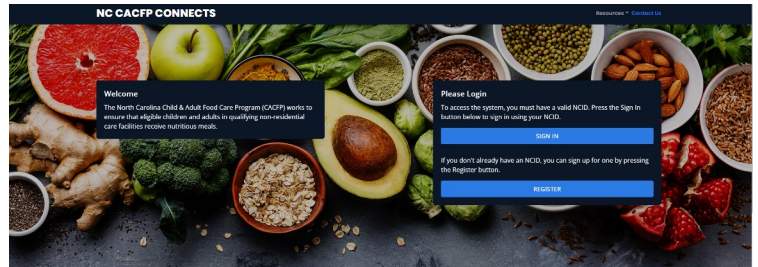 NC CACFP CONNECTS
Resources
Contact Us
Welcome
The North Carolina Child & Adult Food Care Program (CACFP) works to
ensure that eligible children and adults in qualifying non-residential
care facilities receive nutritious meals.
Please Login
To access the system, you must have a valid NCID. Press the Sign In
button below to sign in using your NCID.
SIGN IN
If you don't already have an NCID, you can sign up for one by pressing
the Register button.
REGISTER